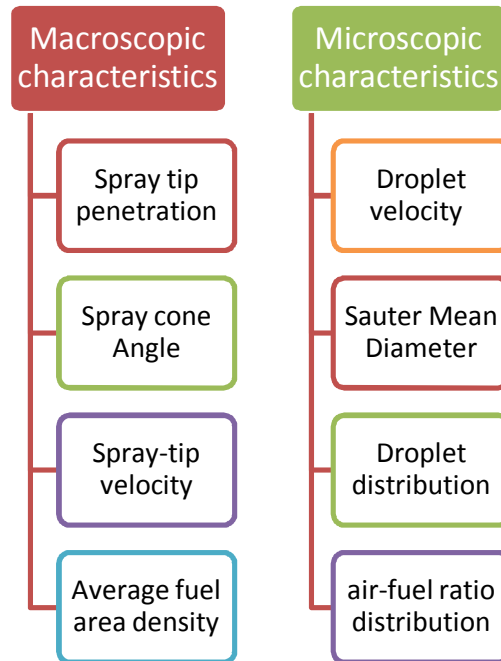 Macroscopic
characteristics
Spray tip
penetration
Spray cone
Angle
Spray-tip
velocity
Average fuel
area density
Microscopic
characteristics
Droplet
velocity
Sauter Mean
Diameter
Droplet
distribution
air-fuel ratio
distribution